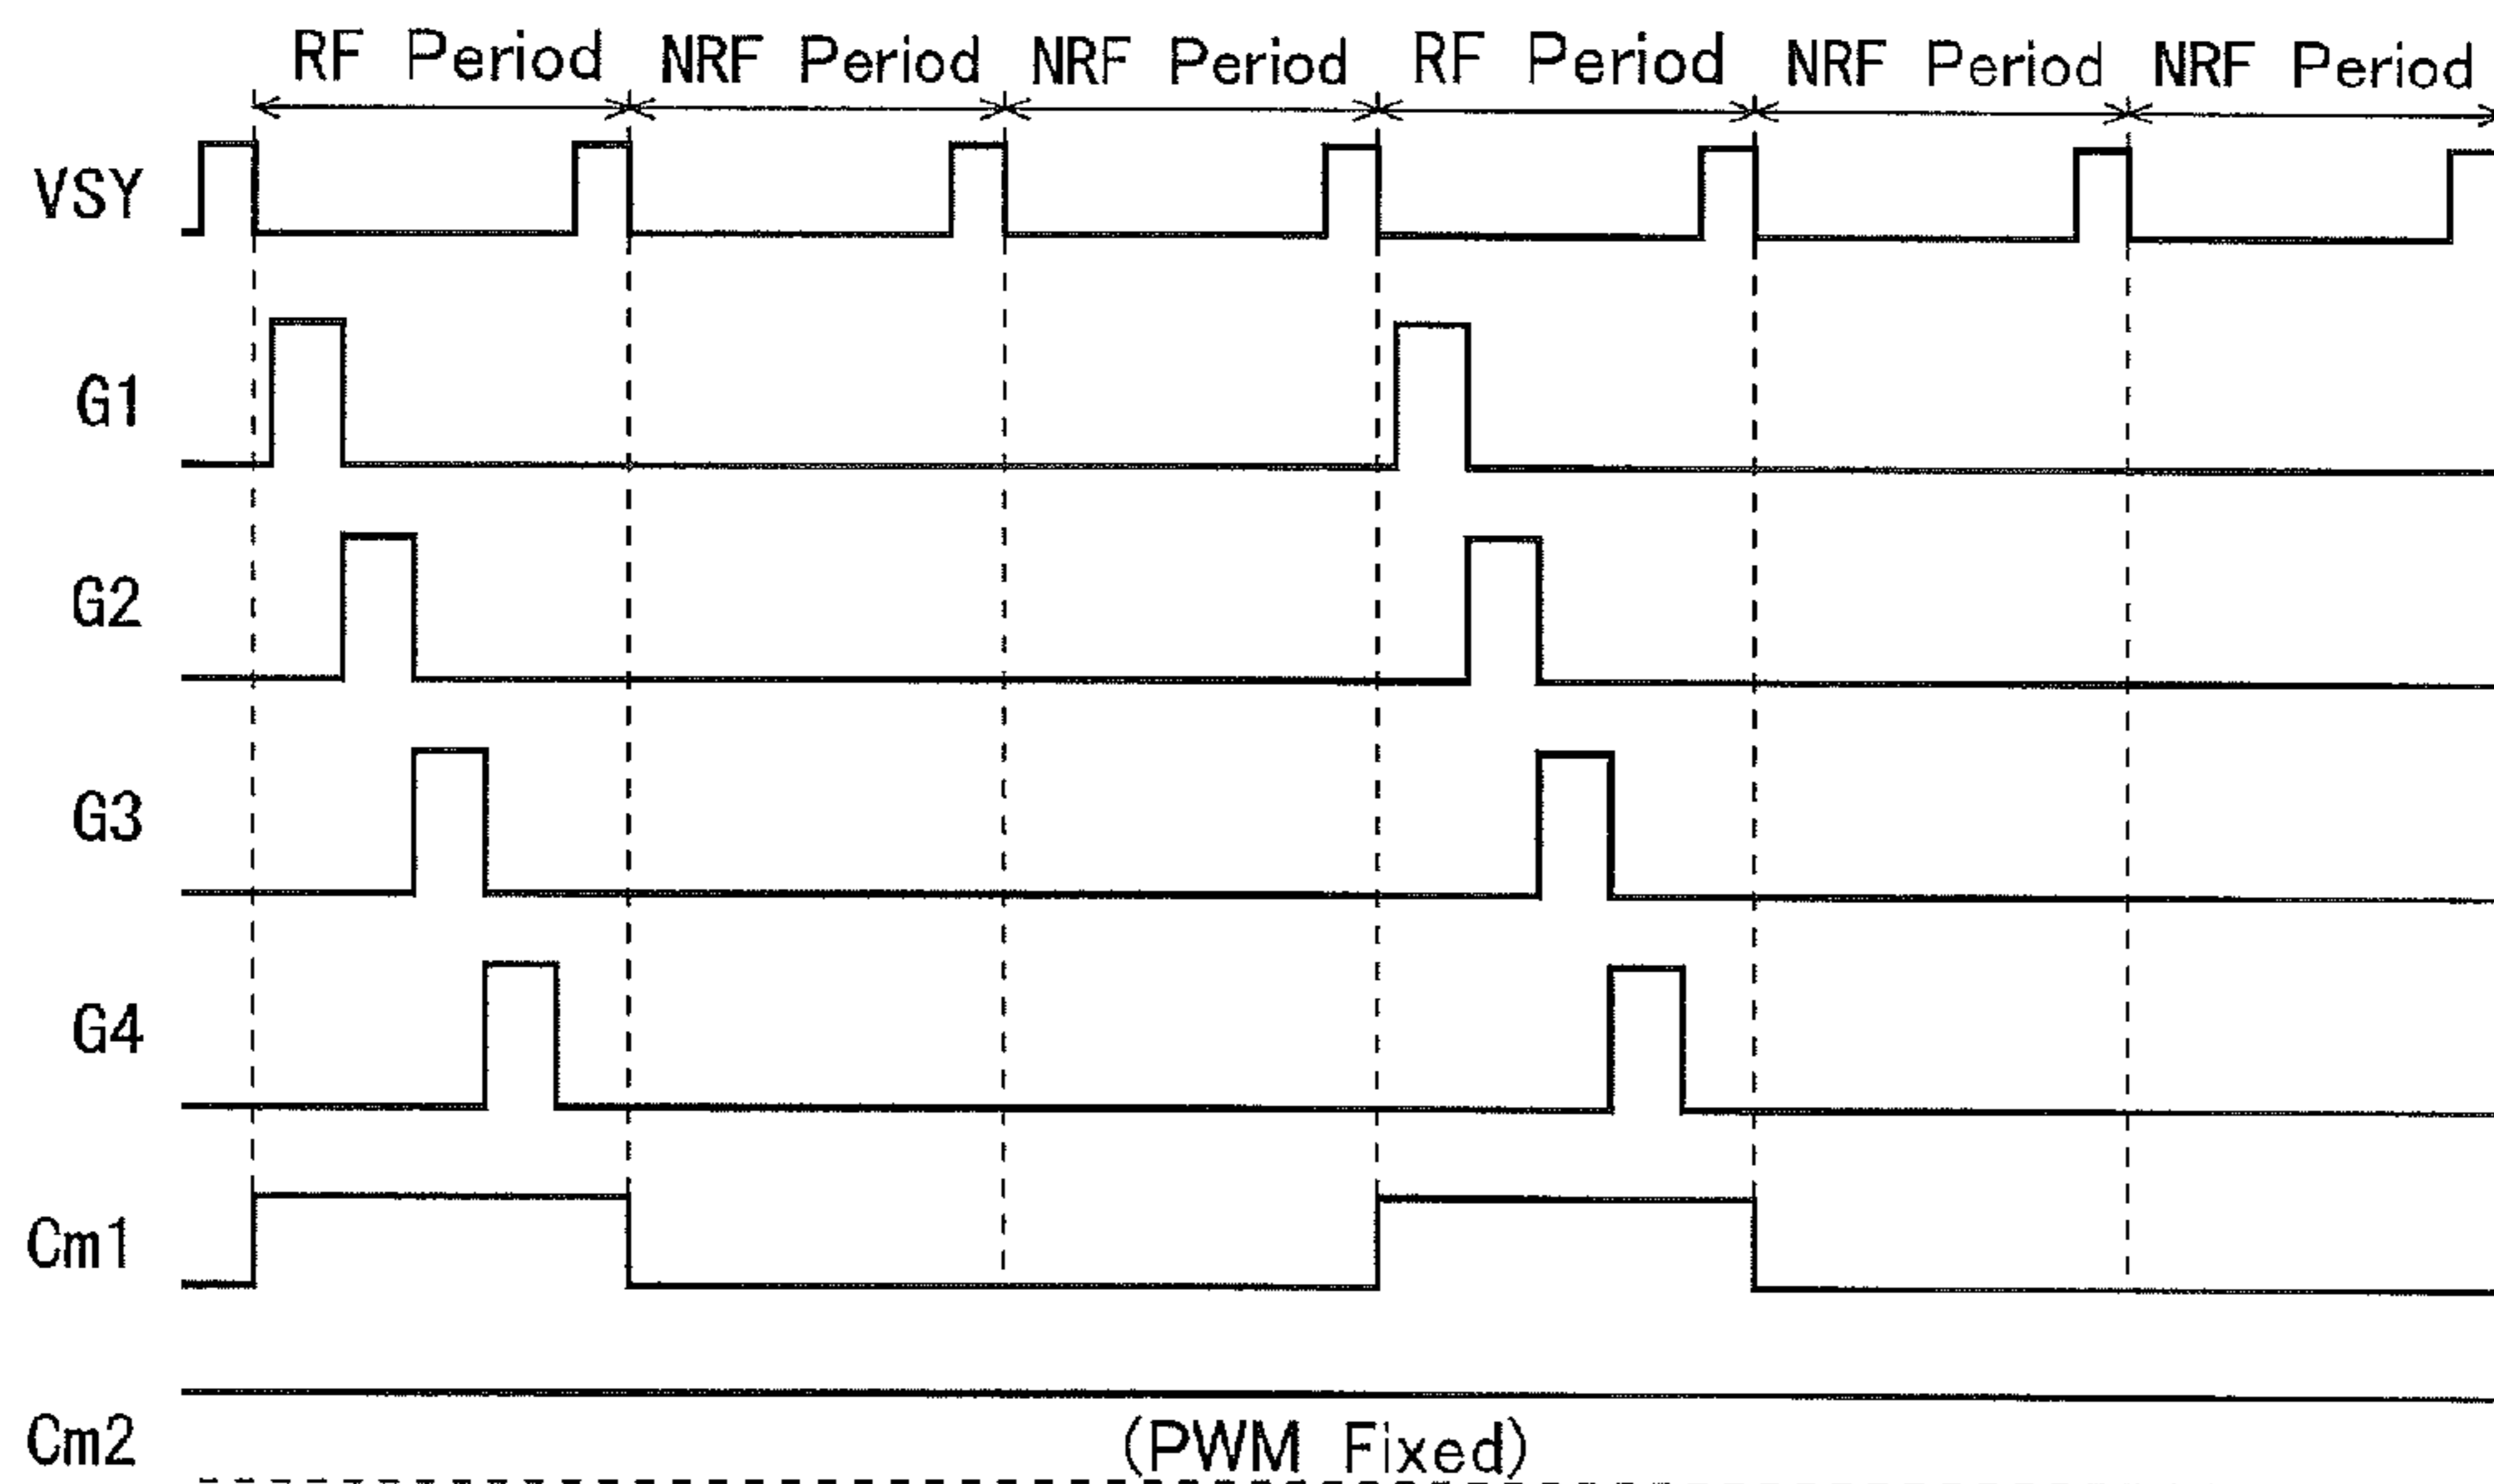 RF Period NRF Period NRF Period RF Period NRF Period NRF Period
VSY
G1
G2
G3
G4
Cm1
Cm2
(PWM Fixed)